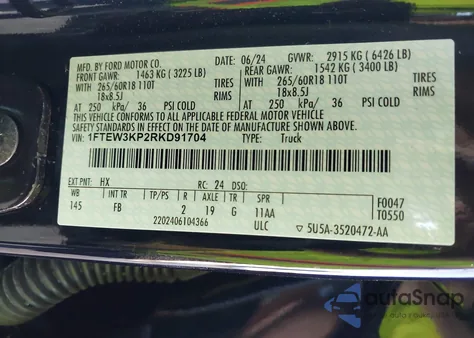 MFD. BY FORD MOTOR CO. 06/24 GVWR: 2915 KG ( 6426 LB)
FRONT GAWR: 1463 KG ( 3225 LB) REAR GAWR: 1542 KG ( 3400 LB)
WITH TIRES WITH TIRES
265/60R18 110T RIMS 265/60R18 110T RIMS
18x8.5J 18x8.5J
AT 250 kPa/ 36 PSI COLD AT 250 kPa/ 36 PSI COLD
THIS VEHICLE CONFORMS TO ALL APPLICABLE FEDERAL MOTOR VEHICLE
SAFETY AND THEFT PREVENTION STANDARDS IN EFFECT ON THE DATE OF MANUFACTURE SHOWN ABOVE.
VIN: 1FTEW3KP2RKD91704 TYPE: Truck
EXT PNT: HX RC: 24 DSO:
WB INT TR TP/PS R AXLE TR SPR F0047
145 FB 2 19 G 11AA T0550
2202406104366 ULC 5U5A-3520472-AA
autoSnap